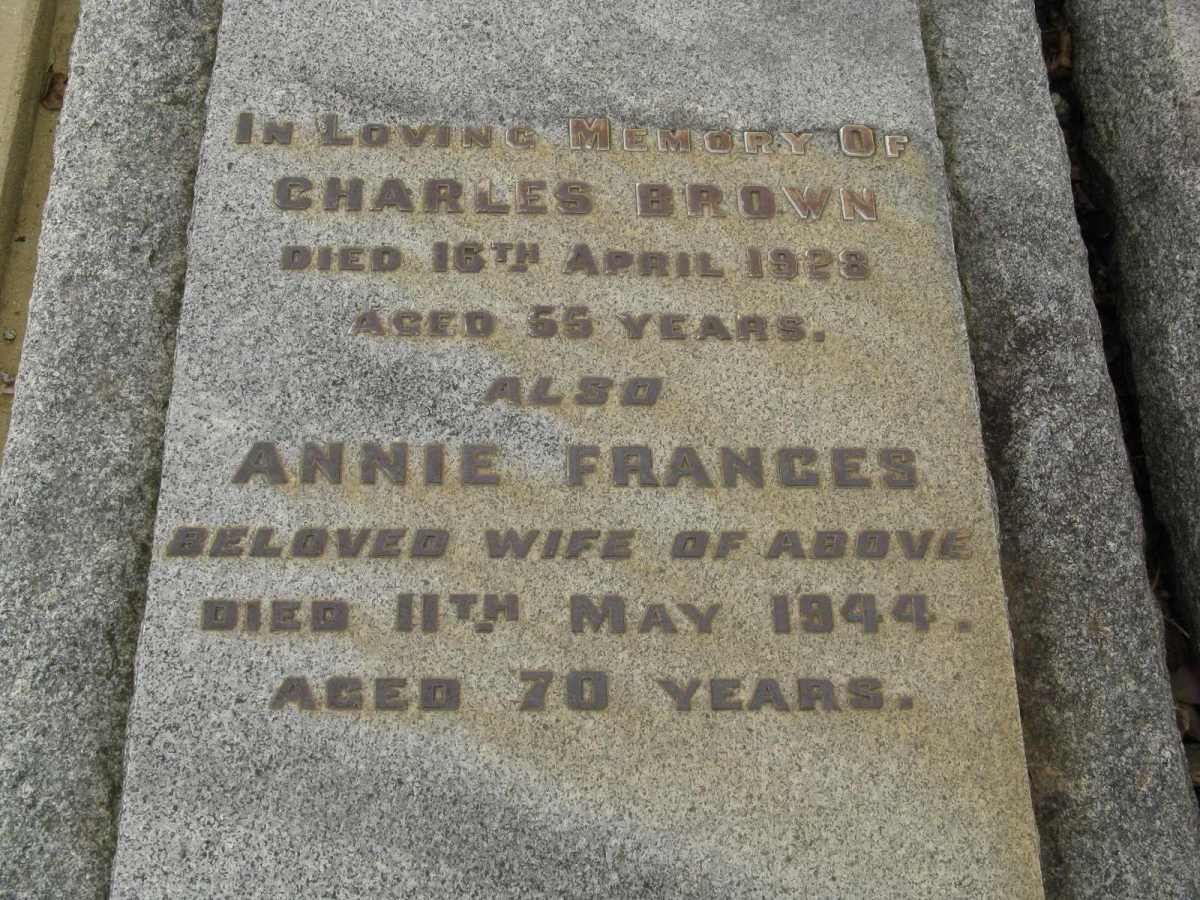 In Loving Memory Of
CHARLES BROWN
DIED 16TH APRIL 1928
AGED 55 YEARS.
ALSO
ANNIE FRANCES
BELOVED WIFE OF ABOVE
DIED 11TH MAY 1944.
AGED 70 YEARS.